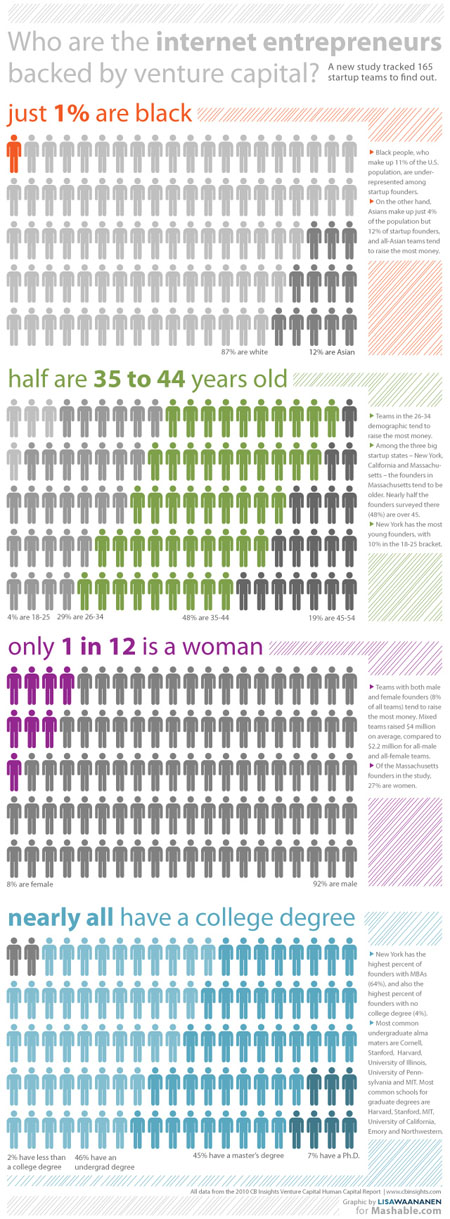 Who are the internet entrepreneurs
backed by venture capital?
A new study tracked 165
startup teams to find out.
just 1% are black
▶ Black people, who
make up 11% of the U.S.
population, are under-
represented among
startup founders.
▶ On the other hand,
Asians make up just 4%
of the population but
12% of startup founders,
and all-Asian teams tend
to raise the most money.
87% are white
12% are Asian
half are 35 to 44 years old
▶ Teams in the 26-34
demographic tend to
raise the most money.
▶ Among the three big
startup states – New York,
California and Massachu-
setts – the founders in
Massachusetts tend to be
older. Nearly half the
founders surveyed there
(48%) are over 45.
▶ New York has the most
young founders, with
10% in the 18-25 bracket.
4% are 18-25
29% are 26-34
48% are 35-44
19% are 45-54
only 1 in 12 is a woman
▶ Teams with both male
and female founders (8%
of all teams) tend to raise
the most money. Mixed
teams raised $4 million
on average, compared to
$2.2 million for all-male
and all-female teams.
▶ Of the Massachusetts
founders in the study,
27% are women.
8% are female
92% are male
nearly all have a college degree
▶ New York has the
highest percent of
founders with MBAs
(64%), and also the
highest percent of
founders with no
college degree (4%).
▶ Most common
undergraduate alma
maters are Cornell,
Stanford, Harvard,
University of Illinois,
University of Penn-
sylvania and MIT. Most
common schools for
graduate degrees are
Harvard, Stanford, MIT,
University of California,
Emory and Northwestern.
2% have less than
a college degree
46% have an
undergrad degree
45% have a master's degree
7% have a Ph.D.
All data from the 2010 CB Insights Venture Capital Human Capital Report | www.cbinsights.com
Graphic by LISAWAANANEN
for Mashable.com